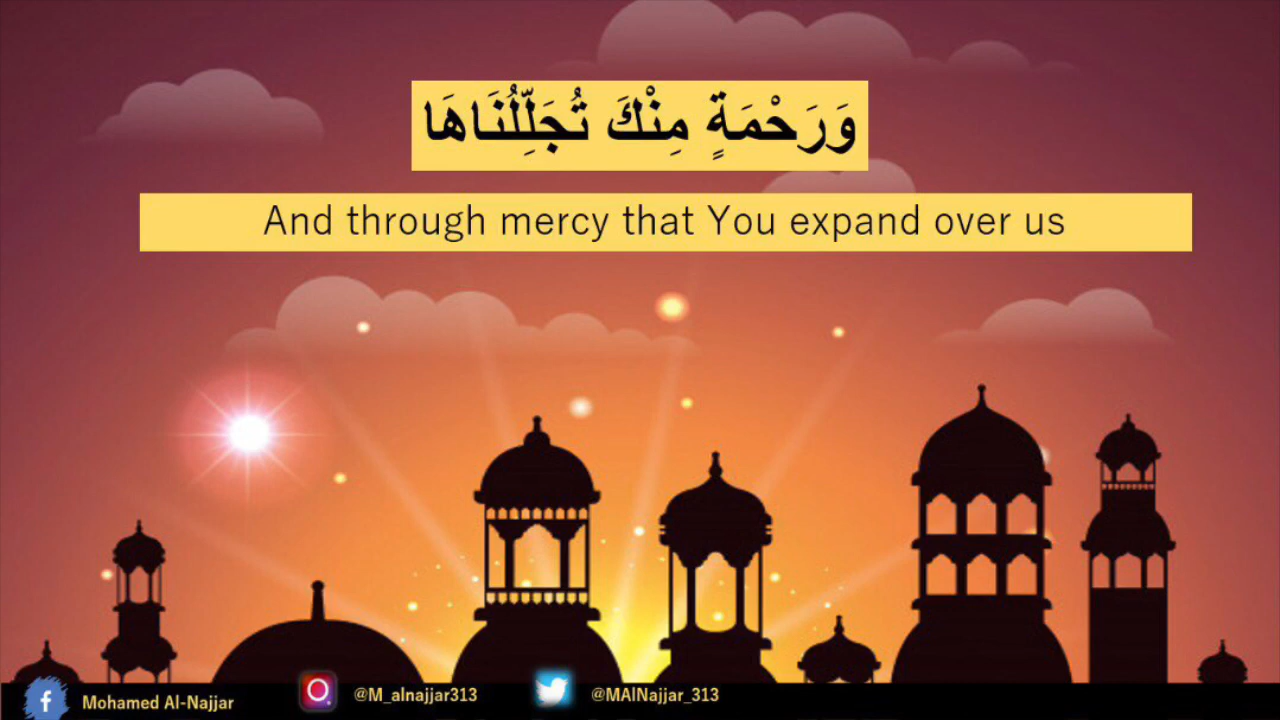 وَرَحْمَةٍ مِنْكَ تُجَلِّلُنَاهَا
And through mercy that You expand over us
Mohamed Al-Najjar @M_alnajjar313 @MAlNajjar_313